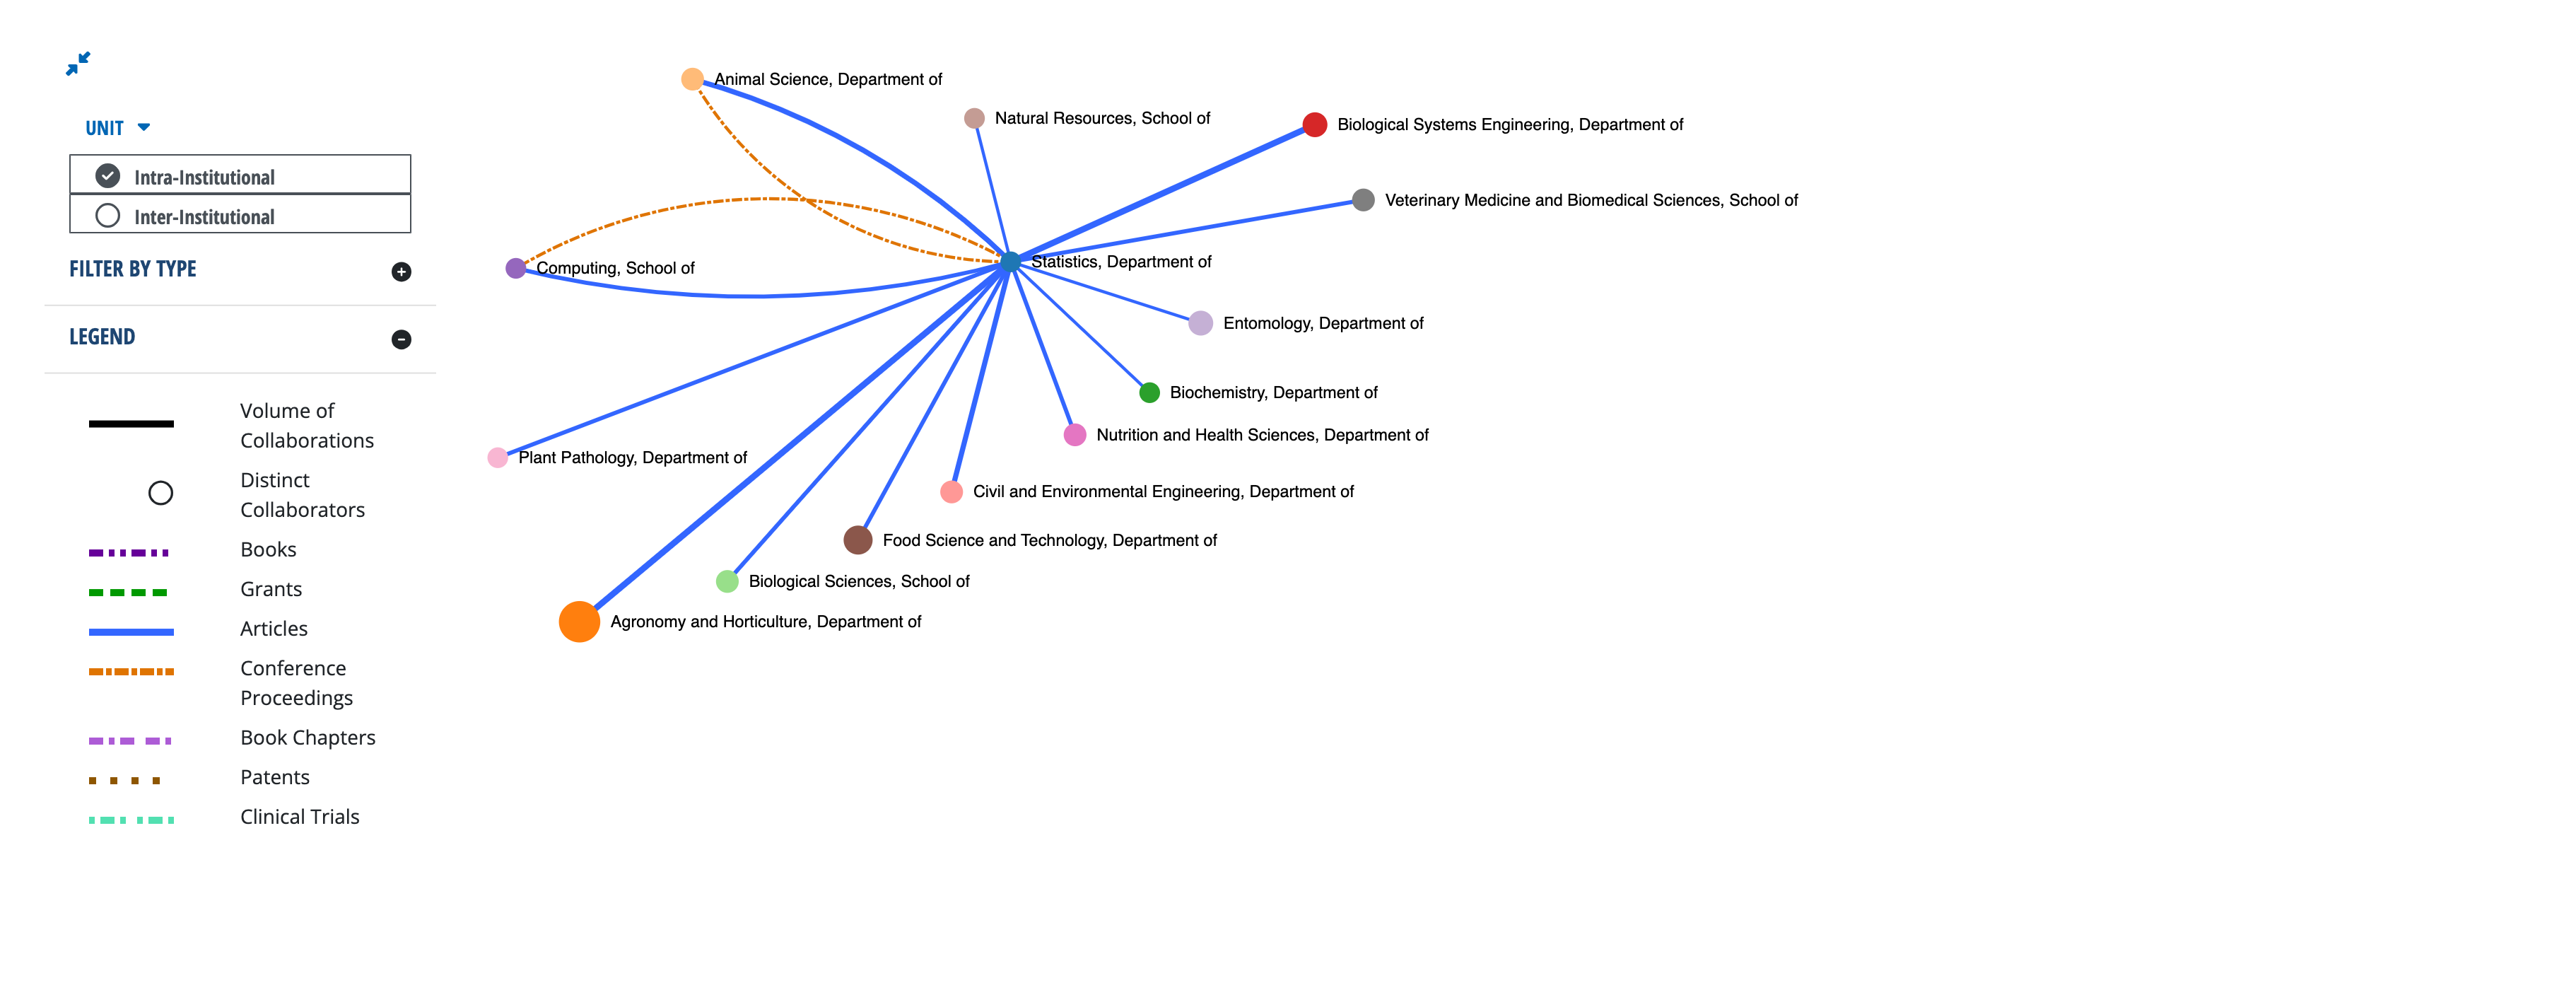 UNIT
Intra-Institutional
Inter-Institutional
FILTER BY TYPE
LEGEND
Volume of
Collaborations
Distinct
Collaborators
Books
Grants
Articles
Conference
Proceedings
Book Chapters
Patents
Clinical Trials
Animal Science, Department of
Natural Resources, School of
Biological Systems Engineering, Department of
Veterinary Medicine and Biomedical Sciences, School of
Statistics, Department of
Computing, School of
Entomology, Department of
Biochemistry, Department of
Nutrition and Health Sciences, Department of
Plant Pathology, Department of
Civil and Environmental Engineering, Department of
Food Science and Technology, Department of
Biological Sciences, School of
Agronomy and Horticulture, Department of